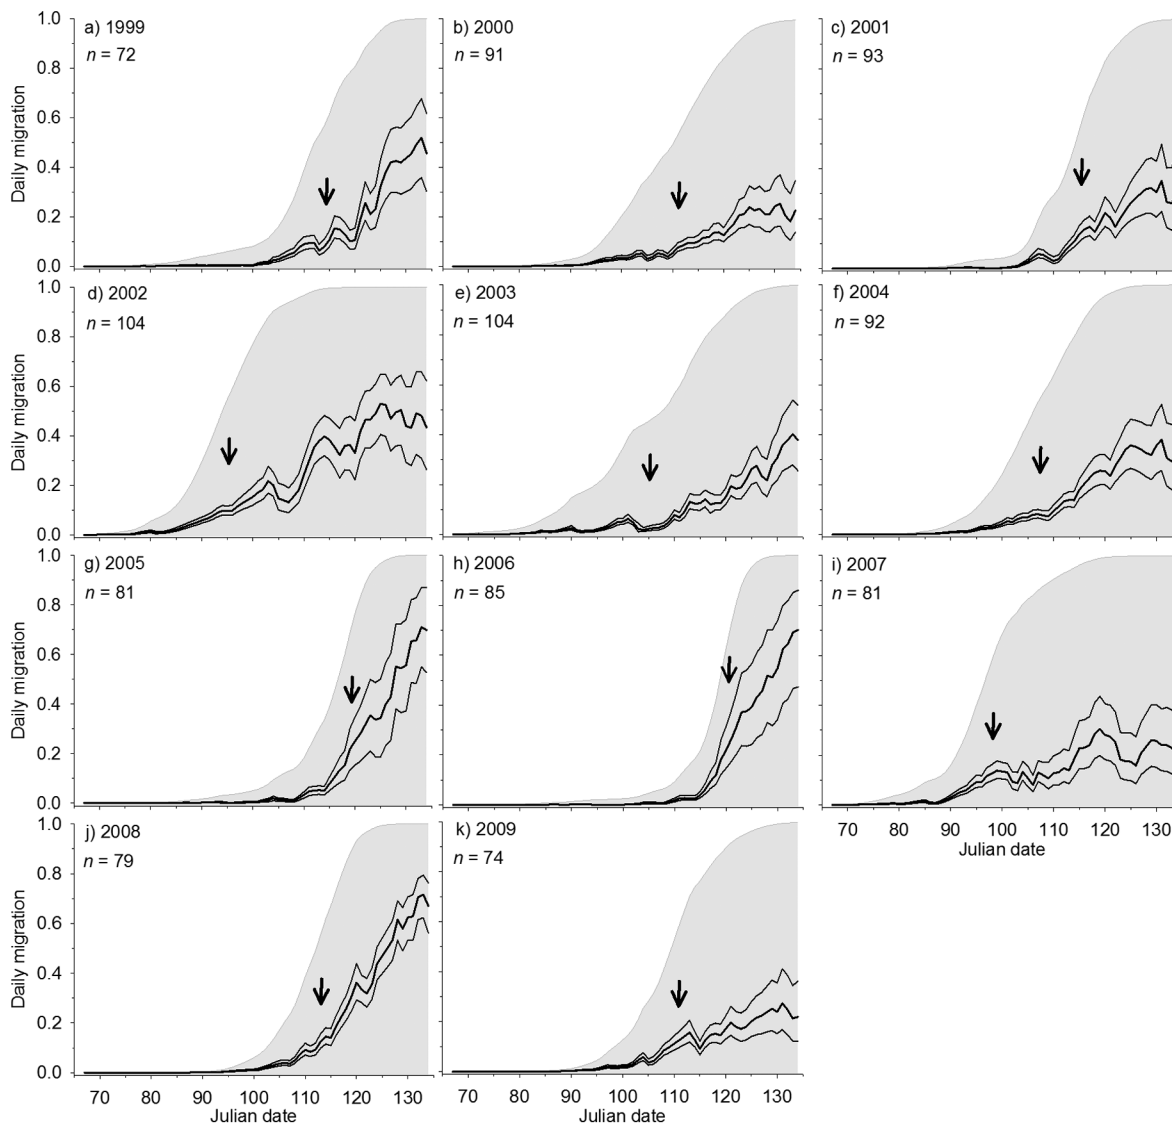 a) 1999
n = 72
b) 2000
n = 91
c) 2001
n = 93
1.0
0.8
0.6
0.4
0.2
0.0
Daily migration
d) 2002
n = 104
e) 2003
n = 104
f) 2004
n = 92
1.0
0.8
0.6
0.4
0.2
0.0
Daily migration
g) 2005
n = 81
h) 2006
n = 85
i) 2007
n = 81
1.0
0.8
0.6
0.4
0.2
0.0
Daily migration
70 80 90 100 110 120 130
Julian date
j) 2008
n = 79
k) 2009
n = 74
1.0
0.8
0.6
0.4
0.2
0.0
Daily migration
70 80 90 100 110 120 130
Julian date
70 80 90 100 110 120 130
Julian date